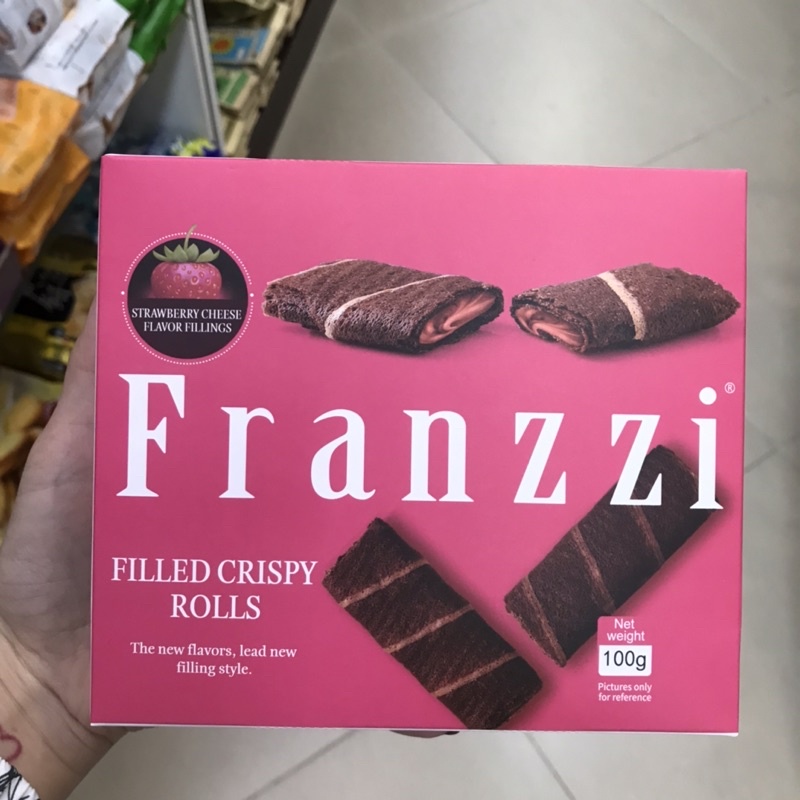 STRAWBERRY CHEESE
FLAVOR FILLINGS
Franzzi®
FILLED CRISPY
ROLLS
The new flavors, lead new
filling style.
Net
weight
100g
Pictures only
for reference